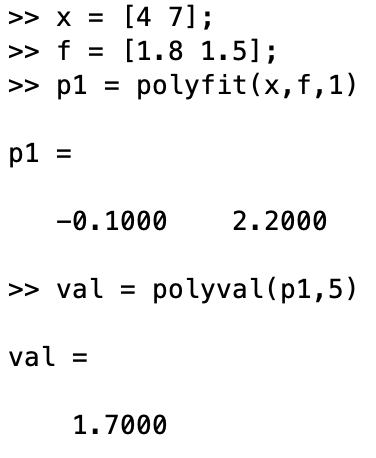 >> x = [4 7];
>> f = [1.8 1.5];
>> p1 = polyfit(x,f,1)
p1 =
-0.1000    2.2000
>> val = polyval(p1,5)
val =
1.7000